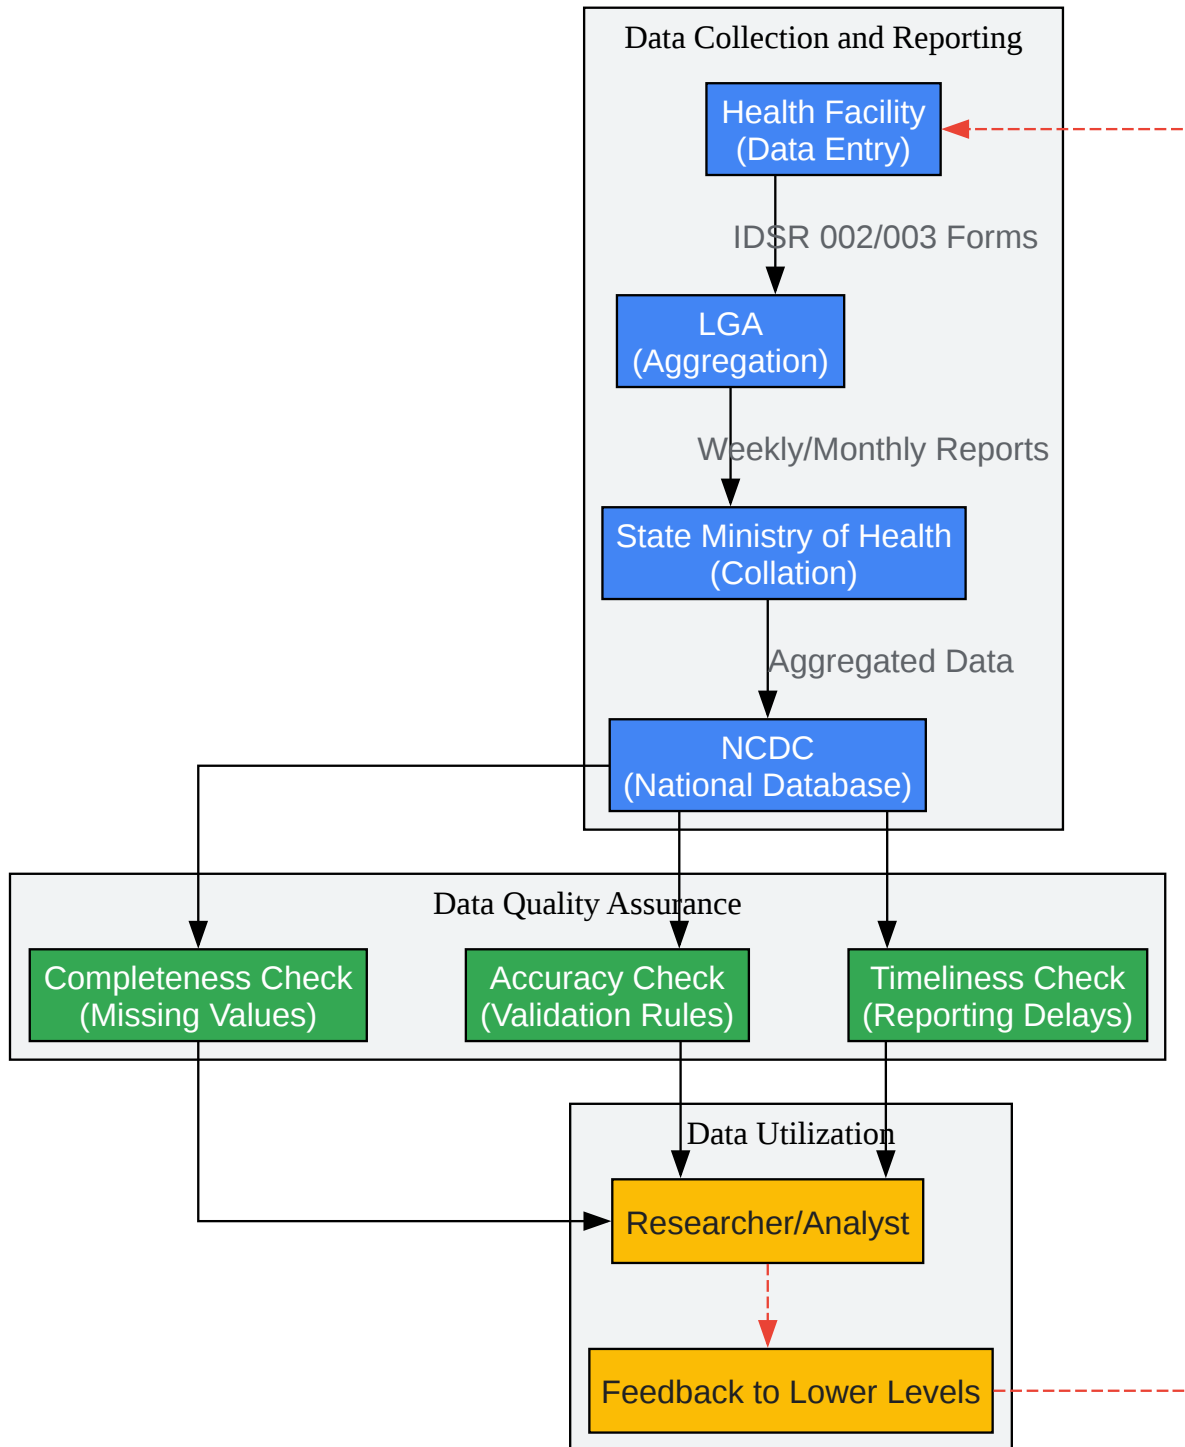 Data Collection and Reporting
Health Facility
(Data Entry)
IDSR 002/003 Forms
LGA
(Aggregation)
Weekly/Monthly Reports
State Ministry of Health
(Collation)
Aggregated Data
NCDC
(National Database)
Data Quality Assurance
Completeness Check
(Missing Values)
Accuracy Check
(Validation Rules)
Timeliness Check
(Reporting Delays)
Data Utilization
Researcher/Analyst
Feedback to Lower Levels